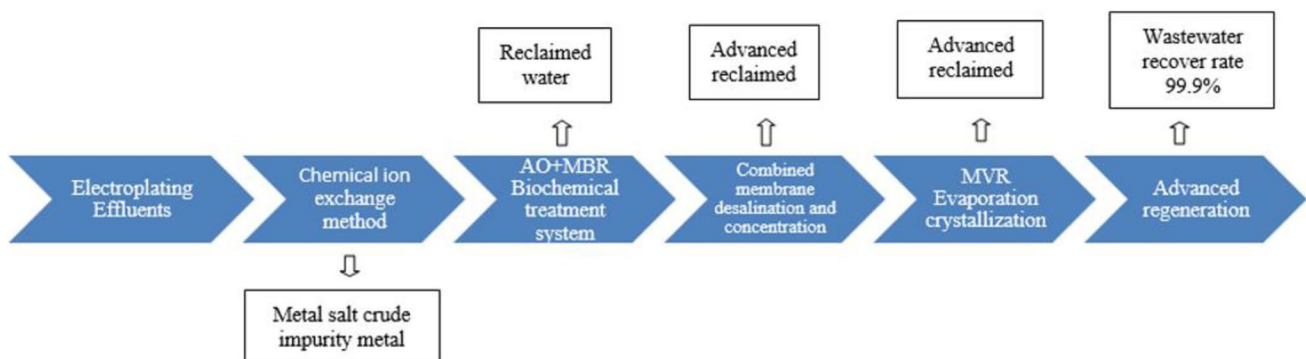 Reclaimed
water
Advanced
reclaimed
Advanced
reclaimed
Wastewater
recover rate
99.9%
Electroplating
Effluents
Chemical ion
exchange
method
AO+MBR
Biochemical
treatment
system
Combined
membrane
desalination and
concentration
MVR
Evaporation
crystallization
Advanced
regeneration
Metal salt crude
impurity metal